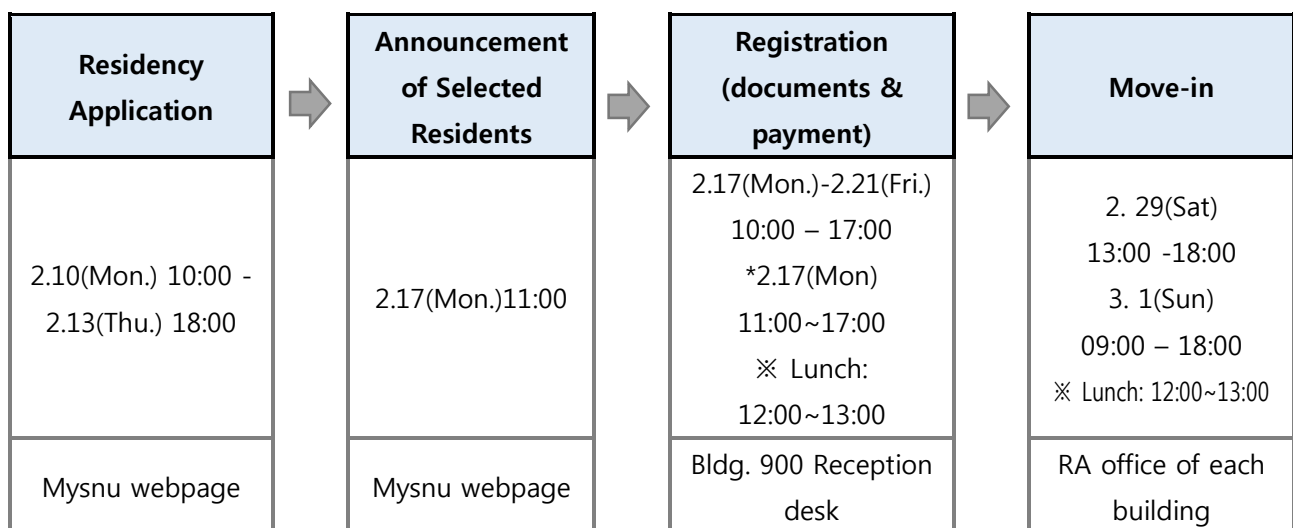 Residency
Application
Announcement
of Selected
Residents
Registration
(documents &
payment)
Move-in
2.10(Mon.) 10:00 -
2.13(Thu.) 18:00
2.17(Mon.)11:00
2.17(Mon.)-2.21(Fri.)
10:00 – 17:00
*2.17(Mon)
11:00~17:00
※ Lunch:
12:00~13:00
2. 29(Sat)
13:00 -18:00
3. 1(Sun)
09:00 – 18:00
※ Lunch: 12:00~13:00
Mysnu webpage
Mysnu webpage
Bldg. 900 Reception
desk
RA office of each
building